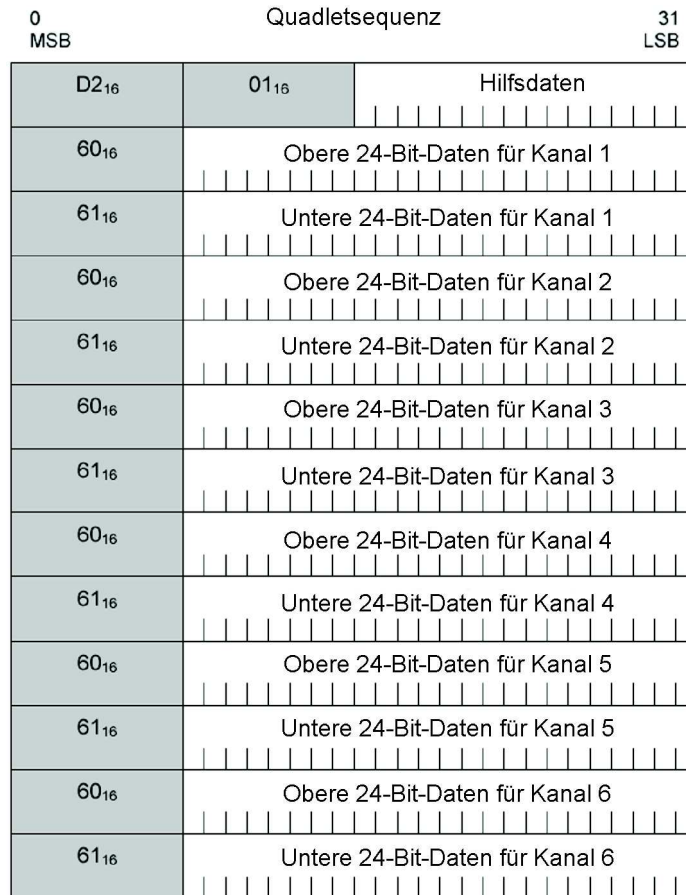 0 Quadletsequenz 31
MSB LSB
D2₁₆ 01₁₆ Hilfsdaten
60₁₆ Obere 24-Bit-Daten für Kanal 1
61₁₆ Untere 24-Bit-Daten für Kanal 1
60₁₆ Obere 24-Bit-Daten für Kanal 2
61₁₆ Untere 24-Bit-Daten für Kanal 2
60₁₆ Obere 24-Bit-Daten für Kanal 3
61₁₆ Untere 24-Bit-Daten für Kanal 3
60₁₆ Obere 24-Bit-Daten für Kanal 4
61₁₆ Untere 24-Bit-Daten für Kanal 4
60₁₆ Obere 24-Bit-Daten für Kanal 5
61₁₆ Untere 24-Bit-Daten für Kanal 5
60₁₆ Obere 24-Bit-Daten für Kanal 6
61₁₆ Untere 24-Bit-Daten für Kanal 6